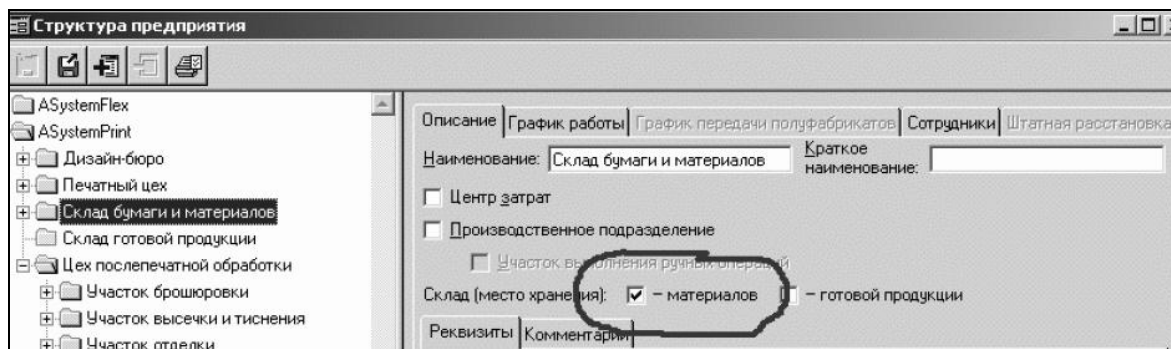 Структура предприятия
ASystemFlex
ASystemPrint
Дизайн-бюро
Печатный цех
Склад бумаги и материалов
Склад готовой продукции
Цех послепечатной обработки
Участок брошюровки
Участок высечки и тиснения
Участок отделки
Описание График работы График передачи полуфабрикатов Сотрудники Штатная расстановка
Наименование: Склад бумаги и материалов Краткое наименование:
Центр затрат
Производственное подразделение
Участок выполнения ручных операций
Склад (место хранения): – материалов – готовой продукции
Реквизиты Комментарии